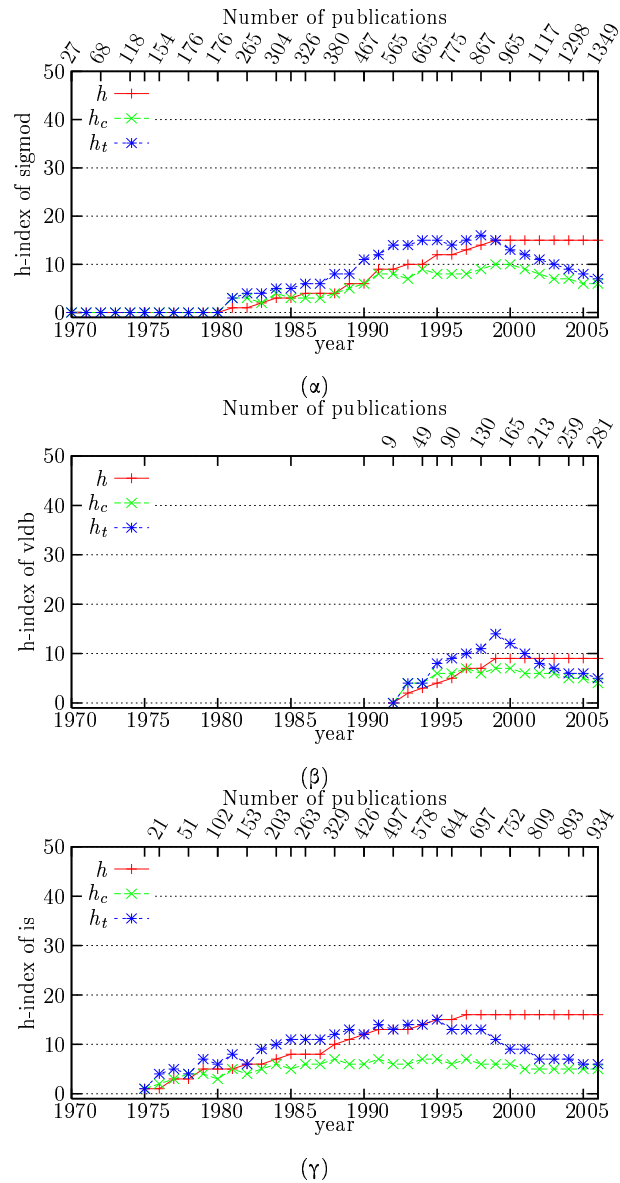 Number of publications
27 68 118 154 176 176 265 304 326 380 467 565 665 775 867 965 1117 1298 1349
50
40
30
20
10
0
h
h_c
h_t
h-index of sigmod
1970 1975 1980 1985 1990 1995 2000 2005
year
(α)
Number of publications
9 49 90 130 165 213 259 281
50
40
30
20
10
0
h
h_c
h_t
h-index of vldb
1970 1975 1980 1985 1990 1995 2000 2005
year
(β)
Number of publications
21 51 102 153 203 263 329 426 497 578 644 697 752 809 893 934
50
40
30
20
10
0
h
h_c
h_t
h-index of is
1970 1975 1980 1985 1990 1995 2000 2005
year
(γ)